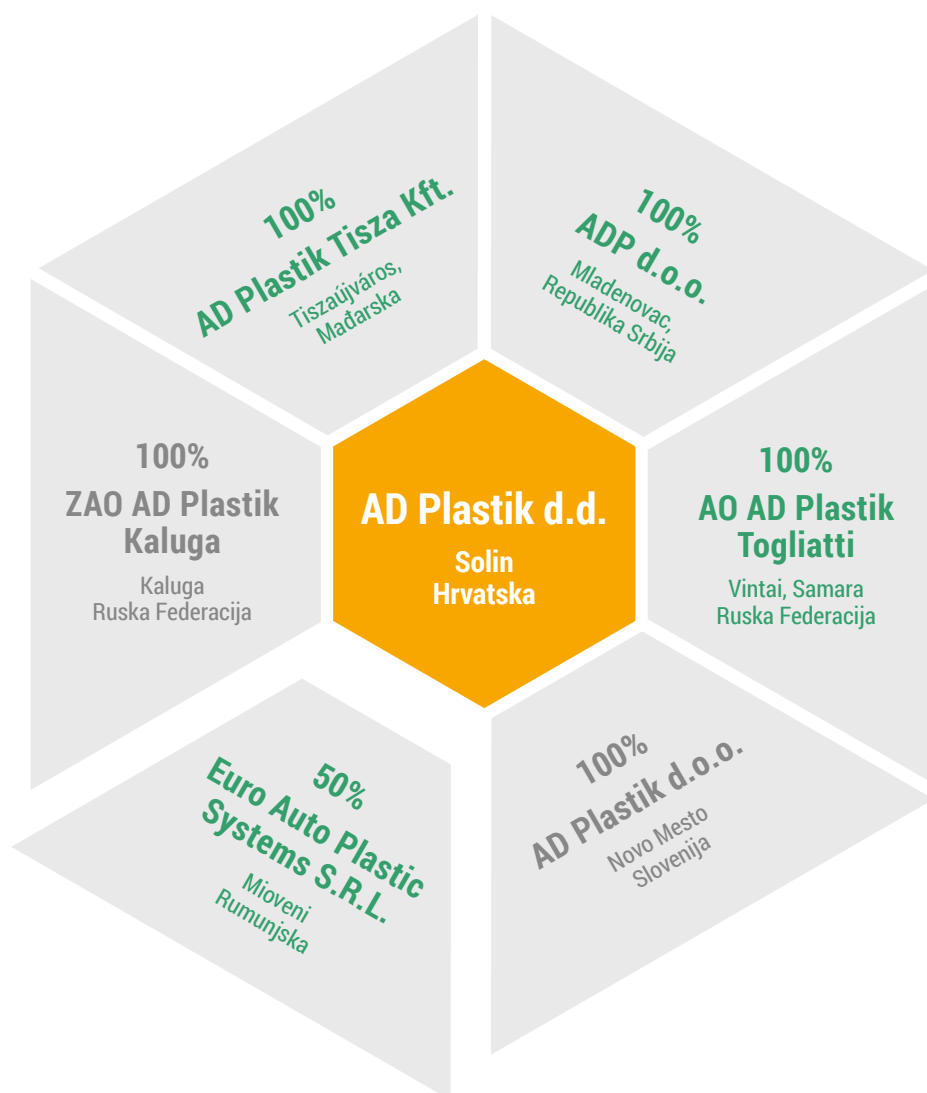 100%
AD Plastik Tisza Kft.
Tiszaújváros,
Mađarska
100%
ADP d.o.o.
Mladenovac,
Republika Srbija
100%
ZAO AD Plastik
Kaluga
Kaluga
Ruska Federacija
AD Plastik d.d.
Solin
Hrvatska
100%
AO AD Plastik
Togliatti
Vintai, Samara
Ruska Federacija
50%
Euro Auto Plastic
Systems S.R.L.
Mioveni
Rumunjska
100%
AD Plastik d.o.o.
Novo Mesto
Slovenija